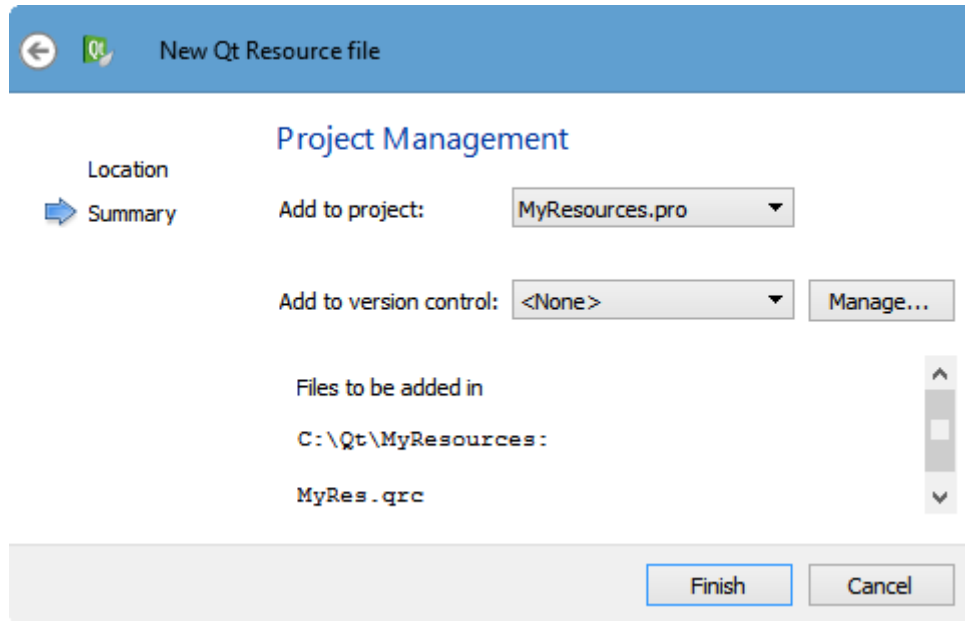 Qt New Qt Resource file
Project Management
Location
Summary
Add to project: MyResources.pro
Add to version control: <None> Manage...
Files to be added in
C:\Qt\MyResources:
MyRes.qrc
Finish Cancel